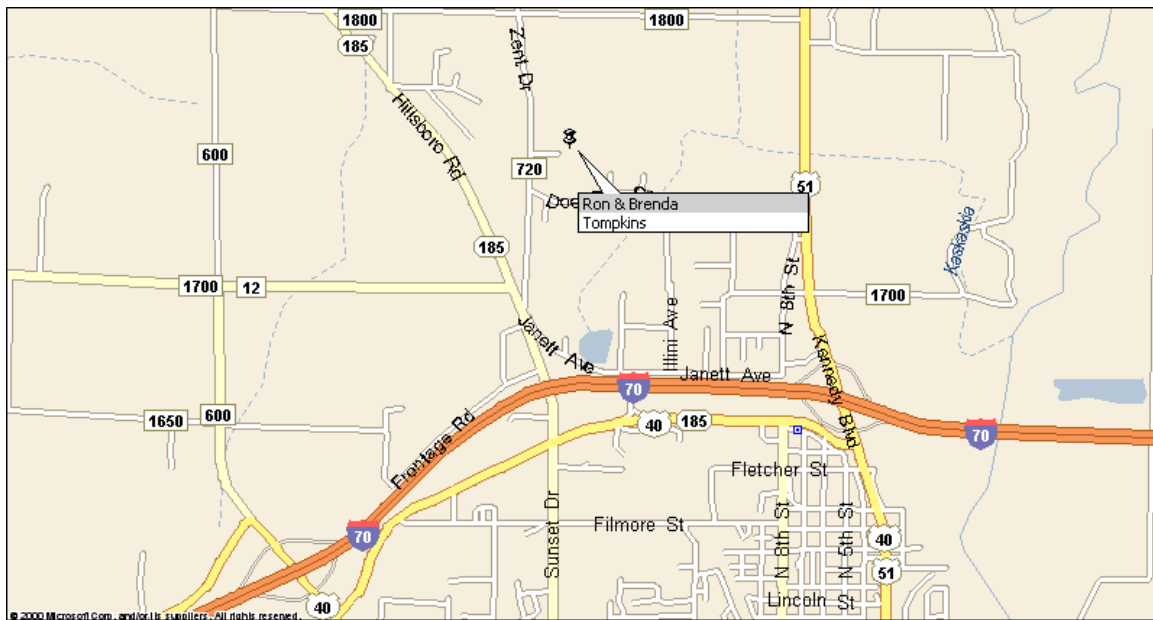 1800
1800
185
Zent Dr
Hillsboro Rd
600
720
51
Ron & Brenda
Tompkins
Kaskaskia
185
1700
12
N 8th St
1700
Janett Ave
Illini Ave
Kennedy Blvd
Janett Ave
70
1650
600
40
185
70
Frontage Rd
Fletcher St
Sunset Dr
Filmore St
N 8th St
N 5th St
70
40
51
40
Lincoln St
© 2000 Microsoft Corp. and/or its suppliers. All rights reserved.